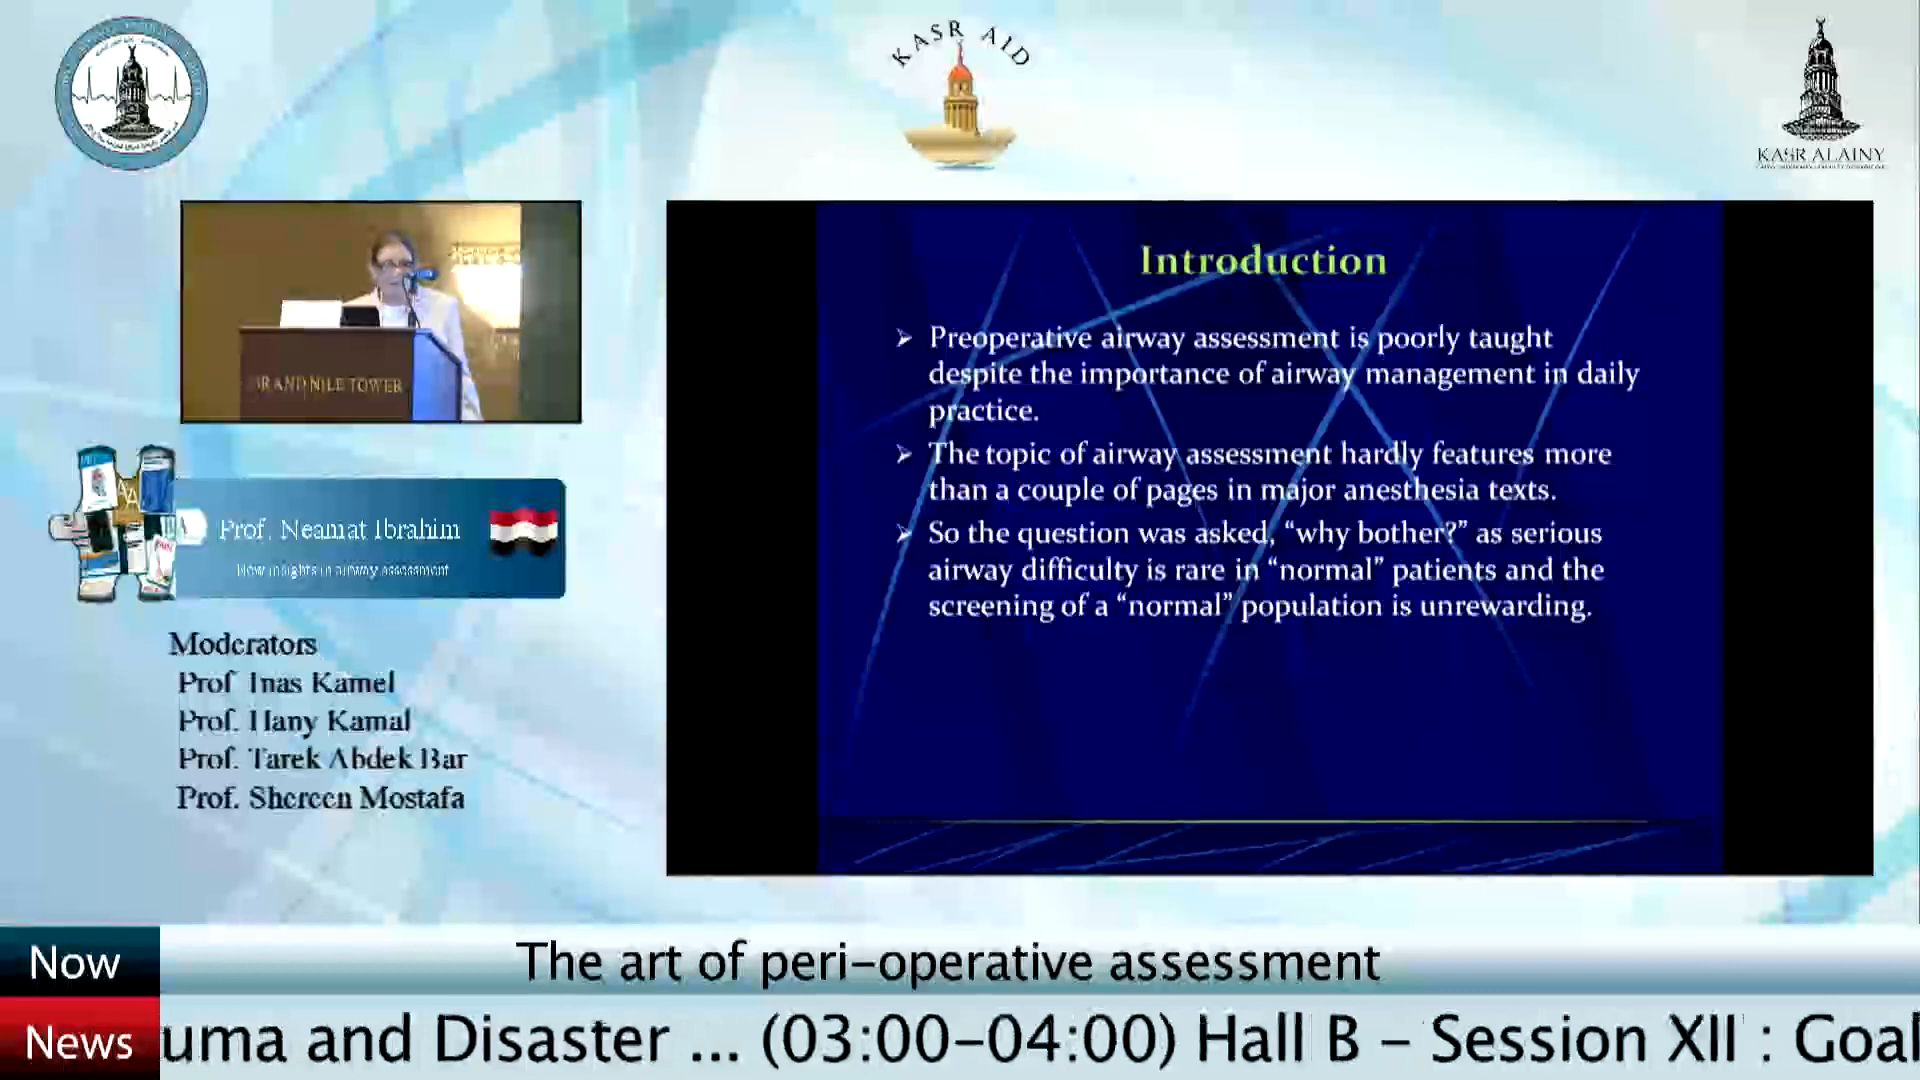 KASR AID
KASR ALAINY
GRAND NILE TOWER
Introduction
Preoperative airway assessment is poorly taught
despite the importance of airway management in daily
practice.
The topic of airway assessment hardly features more
than a couple of pages in major anesthesia texts.
So the question was asked, “why bother?” as serious
airway difficulty is rare in “normal” patients and the
screening of a “normal” population is unrewarding.
Prof. Neamat Ibrahim
New insights in airway assessment
Moderators
Prof Inas Kamel
Prof. Hany Kamal
Prof. Tarek Abdek Bar
Prof. Shereen Mostafa
Now
The art of peri-operative assessment
News
uma and Disaster ... (03:00-04:00) Hall B - Session XII : Goal